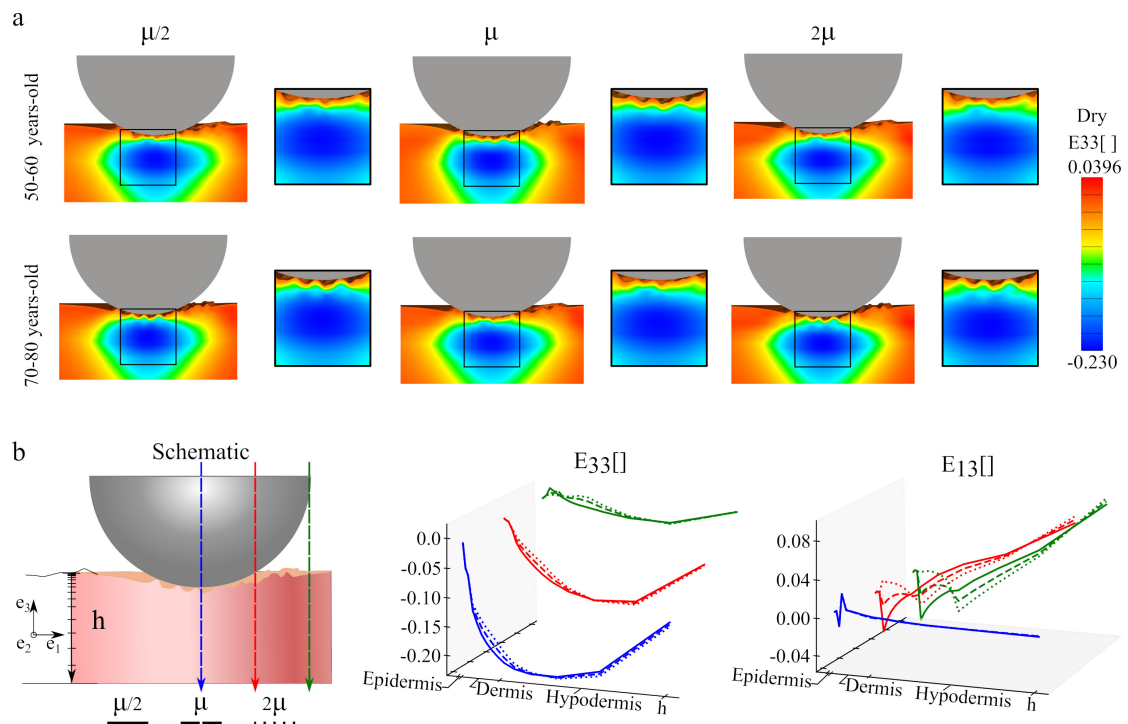 a
μ/2 μ 2μ
50-60 years-old
70-80 years-old
Dry
E33[ ]
0.0396
-0.230
b
Schematic
h
e3
e2 e1
μ/2 μ 2μ
E33[]
0.0
-0.05
-0.10
-0.15
-0.20
Epidermis Dermis Hypodermis h
E13[]
0.08
0.04
0.00
-0.04
Epidermis Dermis Hypodermis h